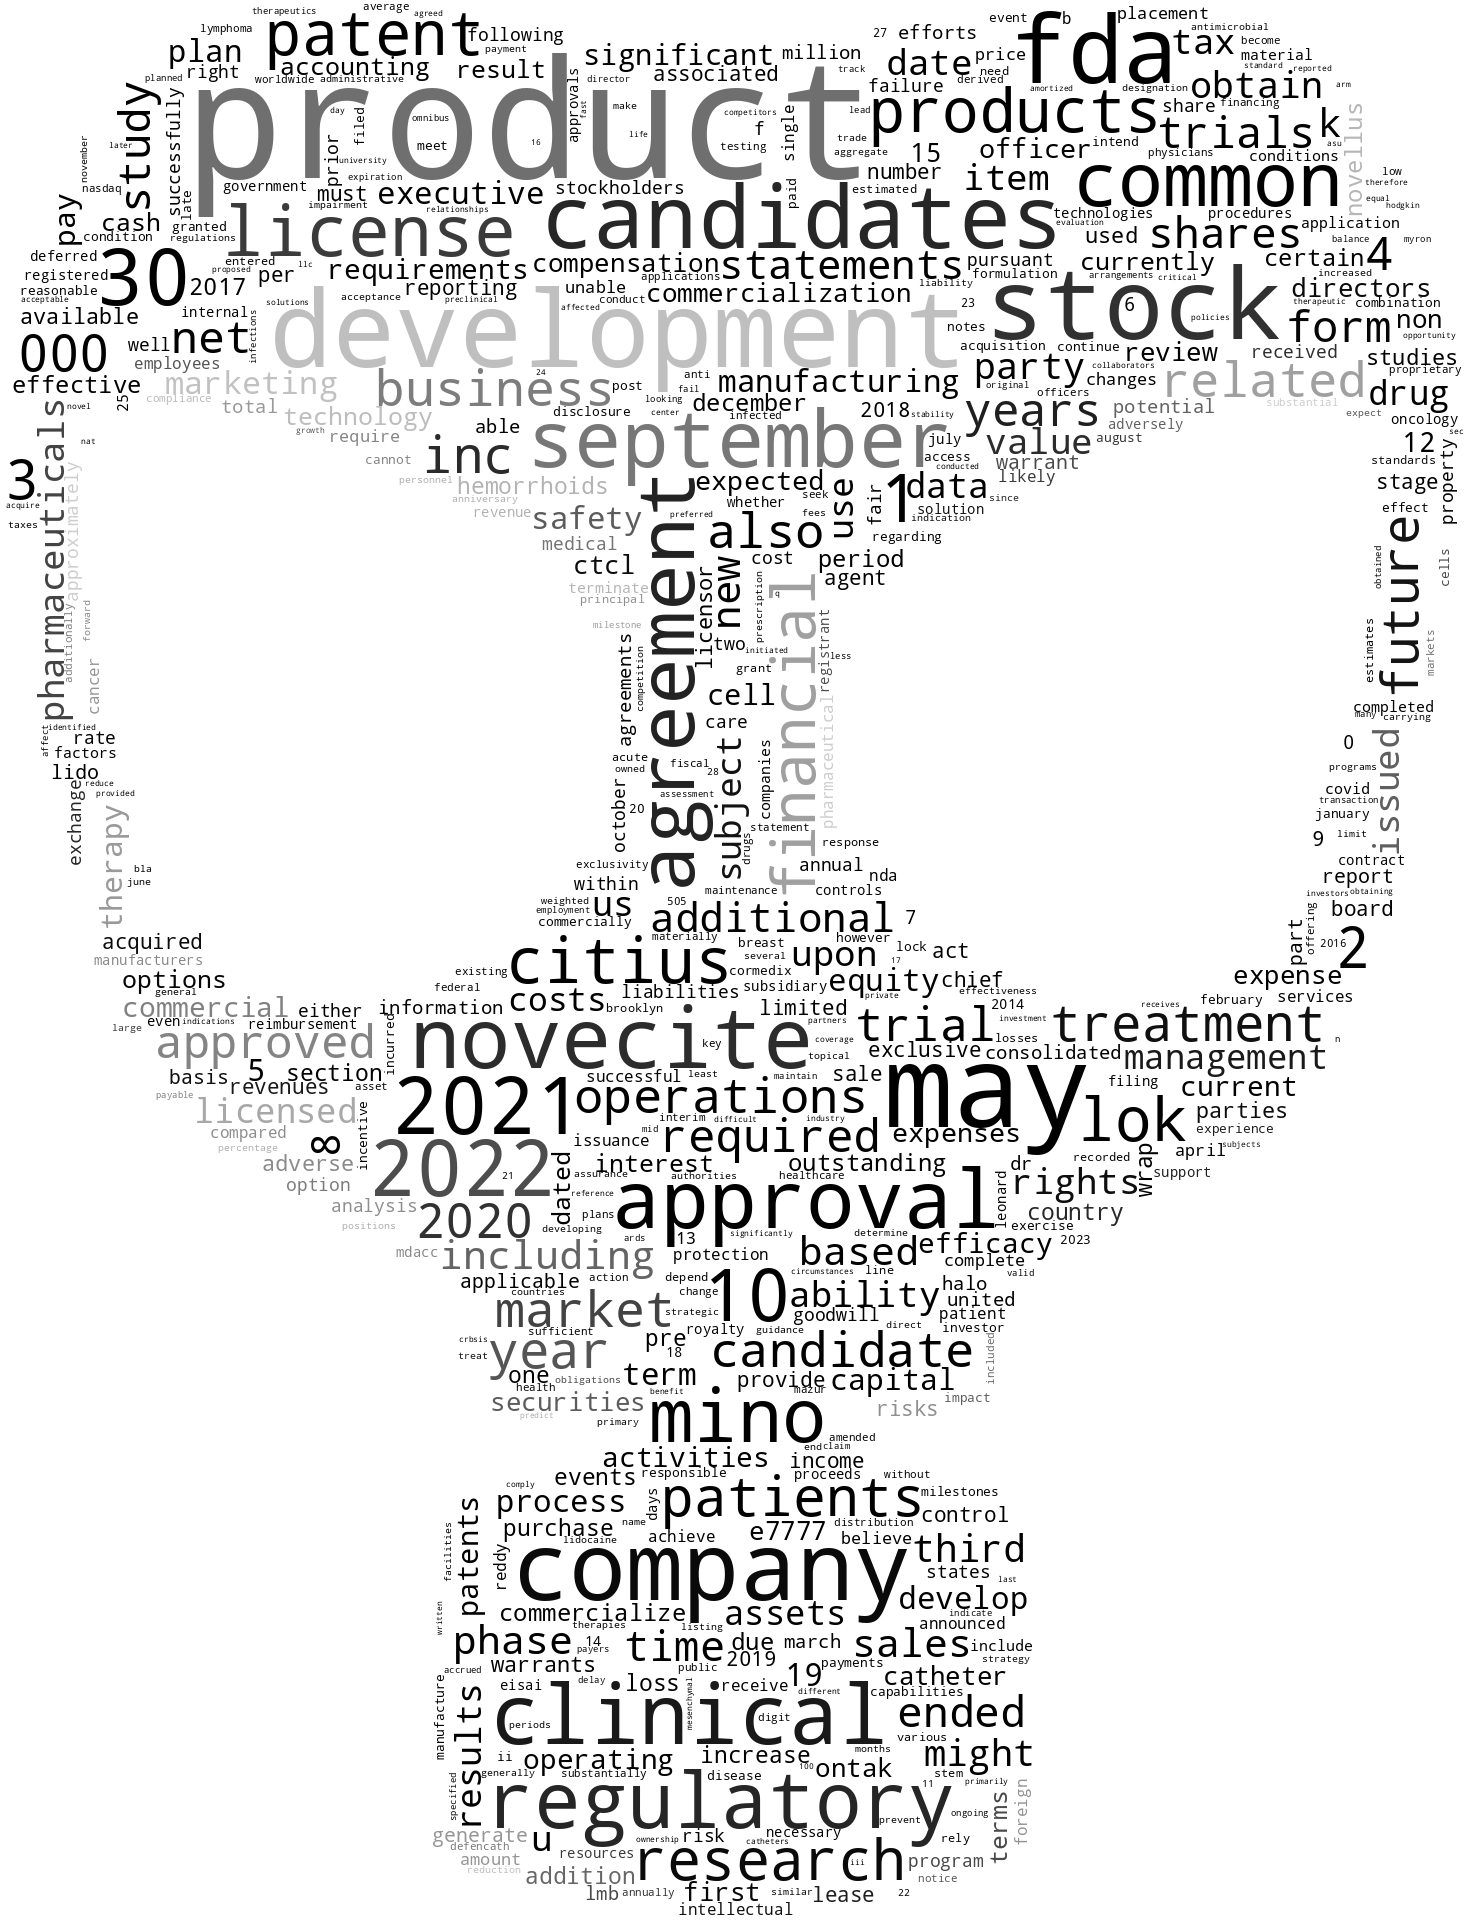 therapeutics average agreed event b placement
lymphoma patent following 27 efforts fda antimicrobial
plan payment significant million date price tax become
right accounting result associated need obtain material
planned worldwide administrative director track failure derived standard reported
study successfully product approvals fast make competitors lead amortized designation arm
day filed omnibus life f single trade products share financing
november later prior meet 16 testing aggregate 15 officer intend trials k asu novellus
university expiration number item physicians conditions
nasdaq government must executive stockholders paid estimated common low therefore
pay cash late granted impairment relationships candidates technologies procedures equal hodgkin
condition regulations license evaluation used shares application
deferred entered llc requirements compensation statements pursuant currently certain 4 balance myron
registered 30 proposed per reporting applications liability formulation arrangements critical increased directors
reasonable 2017 acceptance preclinical unable commercialization 23 6 therapeutic combination
acceptable solutions affected conduct notes stock policies form non
available internal infections development acquisition continue opportunity
000 well net employees 24 anti party review received studies
effective marketing business post fail manufacturing original collaborators changes related proprietary
compliance total technology looking center december officers years potential substantial drug
25 novel growth require able disclosure infected 2018 stability adversely expect oncology
nat cannot inc september july value august 12 sec
3 personnel hemorrhoids access conducted warrant standards
acquire approximately anniversary expected whether seek data likely stage property
taxes pharmaceuticals revenue preferred use fair 1 since effect
safety also fees solution indication
medical cost period regarding future
ctcl new agent obtained cells
terminate principal q prescription
additionally forward milestone agreement licensor financial
two initiated registrant less estimates markets
cancer agreements competition grant
cell completed
affect identified care many carrying
rate pharmaceutical 0
factors acute subject companies issued
lido owned fiscal 28 programs
reduce assessment covid
exchange provided october 20 transaction
therapy statement january
drugs response 9 limit
bla exclusivity annual contract
june within maintenance controls nda report
weighted us 505 investors obtaining
employment additional 7 board
acquired commercially materially however part offering 2016 2
manufacturers citius breast upon lock act
options existing several 17 expense
general federal liabilities cormedix equity chief effectiveness february services
commercial either information costs brooklyn subsidiary private 2014 receives
large even indications reimbursement novecite limited partners trial investment treatment n
approved incurred key coverage losses
basis 5 section successful least topical exclusive consolidated management
payable revenues asset 2021 maintain sale filing current
licensed operations may lok parties
compared ∞ incentive mid interim difficult industry experience
percentage 2022 issuance required expenses april subjects
adverse 21 dated interest outstanding dr recorded wrap support
option assurance authorities healthcare leonard rights
analysis 2020 reference approval country
positions plans exercise
developing ards 13 significantly determine efficacy 2023
mdacc including protection based complete
applicable action depend circumstances line halo valid
countries change 10 ability united
market strategic goodwill patient
sufficient royalty guidance direct investor
crbsis year pre candidate included
treat 18
one obligations term provide capital
health benefit mazur impact
securities mino risks
predict primary
amended
activities end claim
events responsible income
comply proceeds without
process days patients milestones
purchase name e7777 distribution control
patents lidocaine achieve believe
facilities reddy company third
states last
develop
written commercialize assets indicate announced
therapies listing
phase 14 time due march sales include
payers 2019 strategy
accrued warrants public 19 payments catheter
eisai delay loss receive different capabilities
manufacture results clinical mesenchymal ended
periods digit
various
ii operating increase months might
generally substantially disease 100 ontak stem primarily
specified regulatory 11 terms foreign
prevent ongoing
generate u ownership risk necessary rely
defencath catheters
amount resources research iii program
reduction addition notice
lmb annually first similar lease 22
intellectual